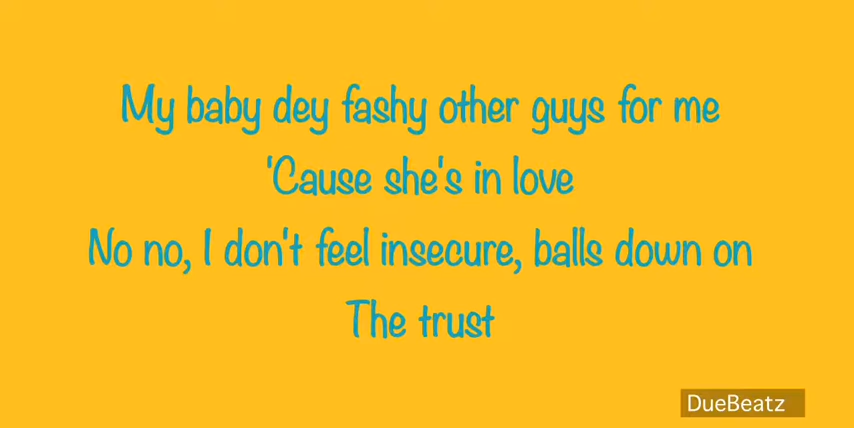 My baby dey fashy other guys for me
'Cause she's in love
No no, I don't feel insecure, balls down on
The trust
DueBeatz